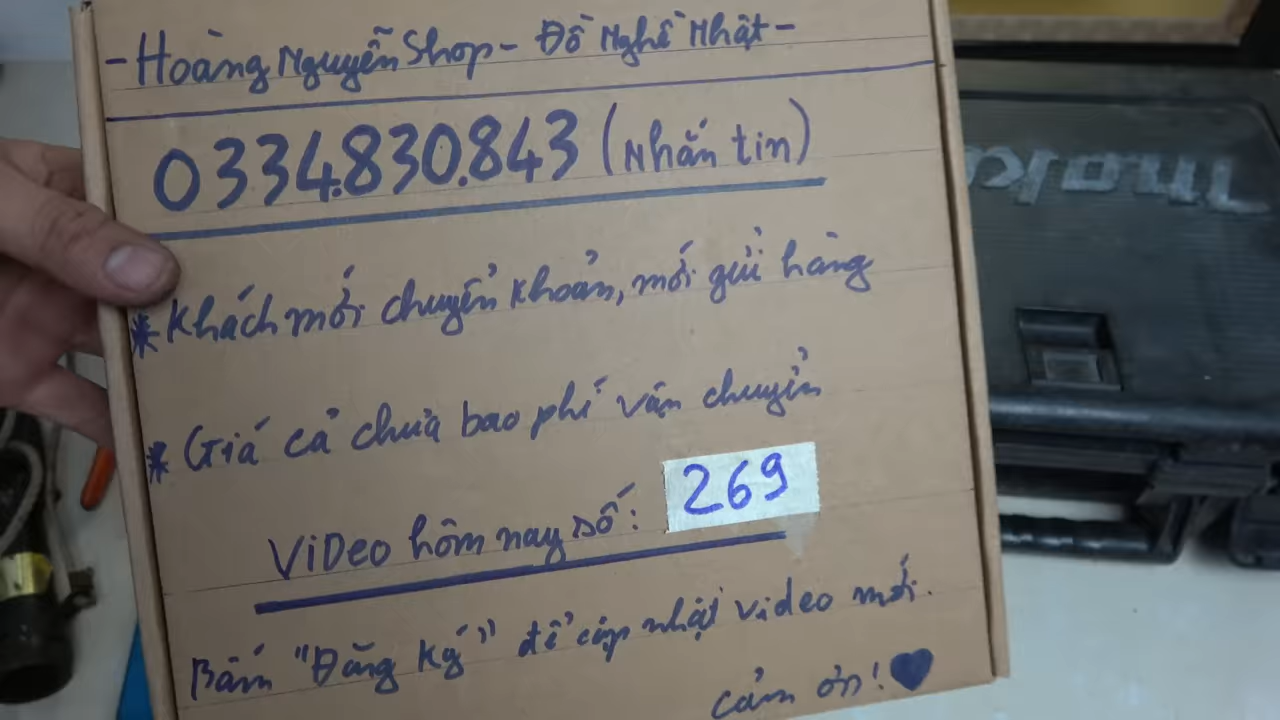 - Hoàng Nguyễn Shop - Đồ Nghề Nhật -
0334.830.843 (Nhắn tin)
* Khách mới chuyển khoản, mới gửi hàng
* Giá cả chưa bao phí vận chuyển
Video hôm nay số: 269
Bấm "Đăng ký" để cập nhật video mới.
cảm ơn! ♥
makita